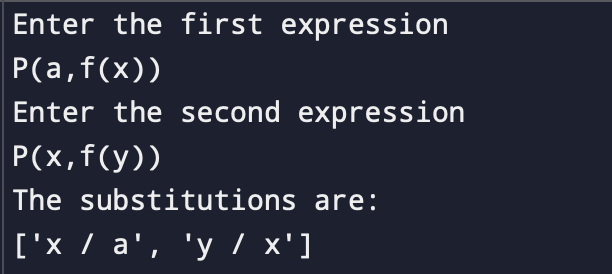 Enter the first expression
P(a,f(x))
Enter the second expression
P(x,f(y))
The substitutions are:
['x / a', 'y / x']